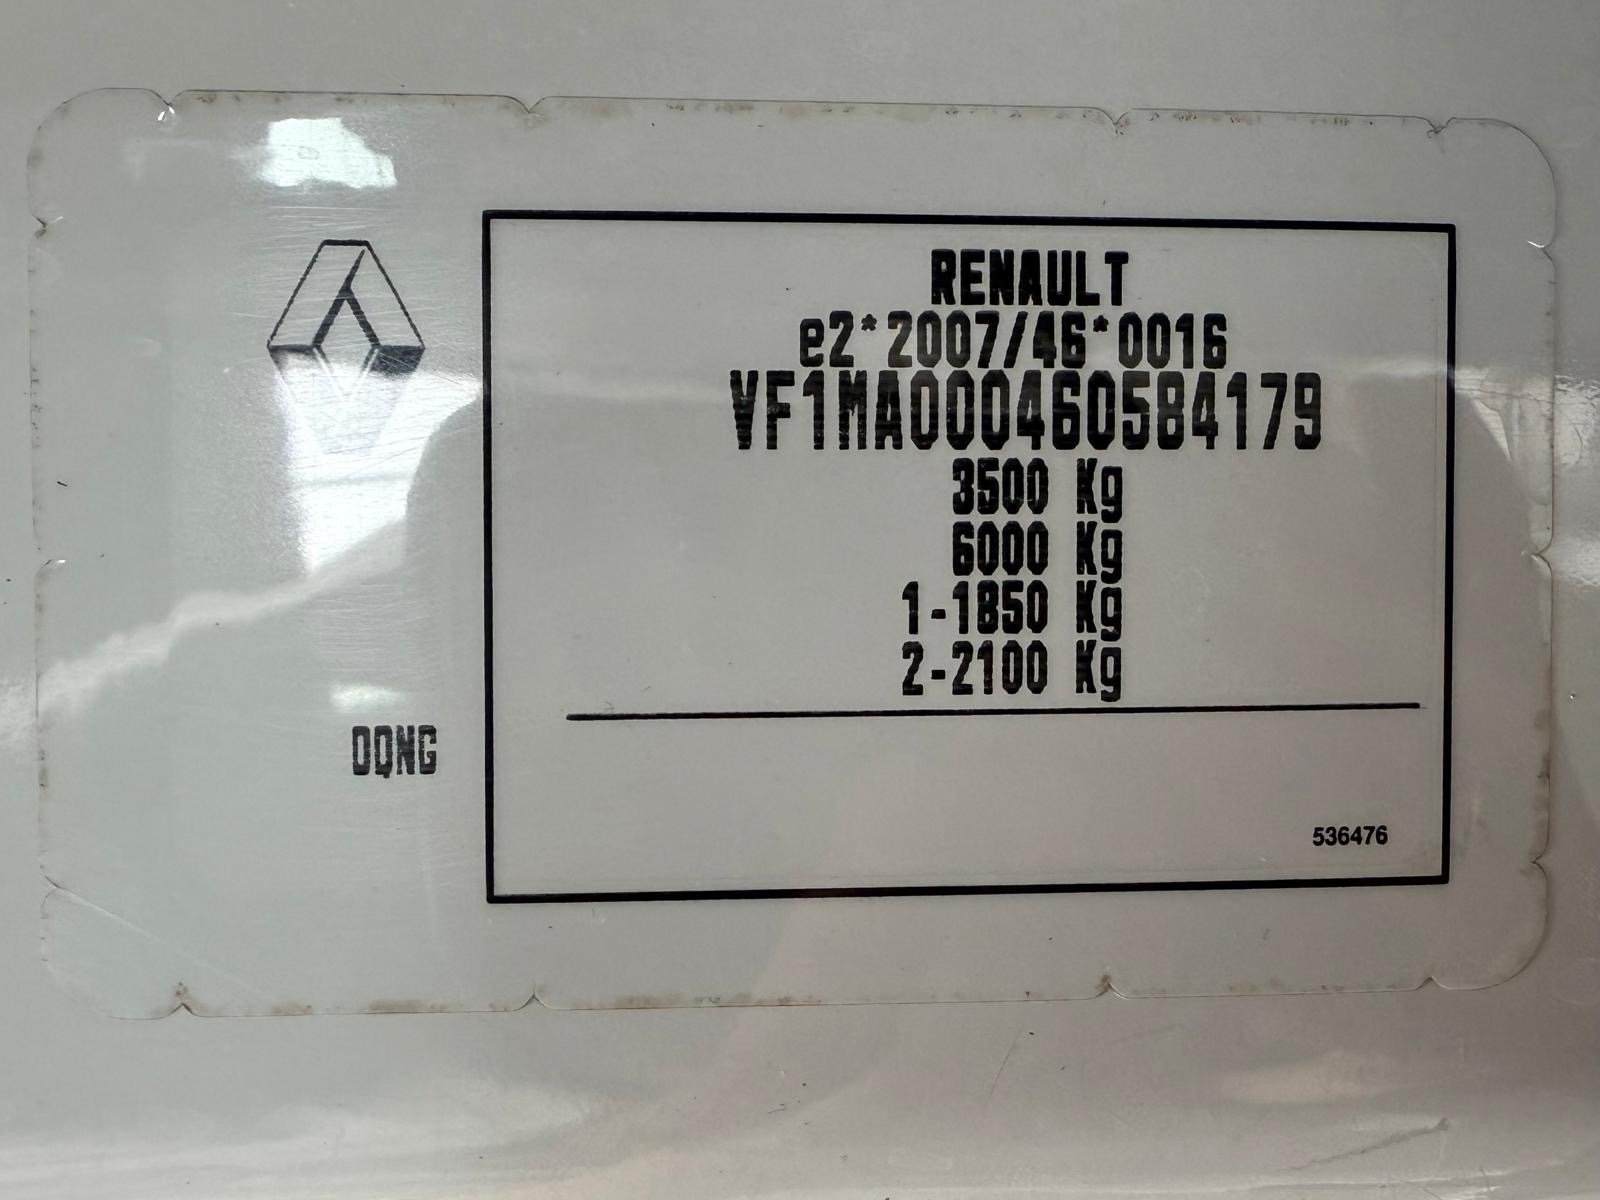 RENAULT
e2*2007/46*0016
VF1MA000460584179
3500 Kg
6000 Kg
1-1850 Kg
2-2100 Kg
DQNG
536476